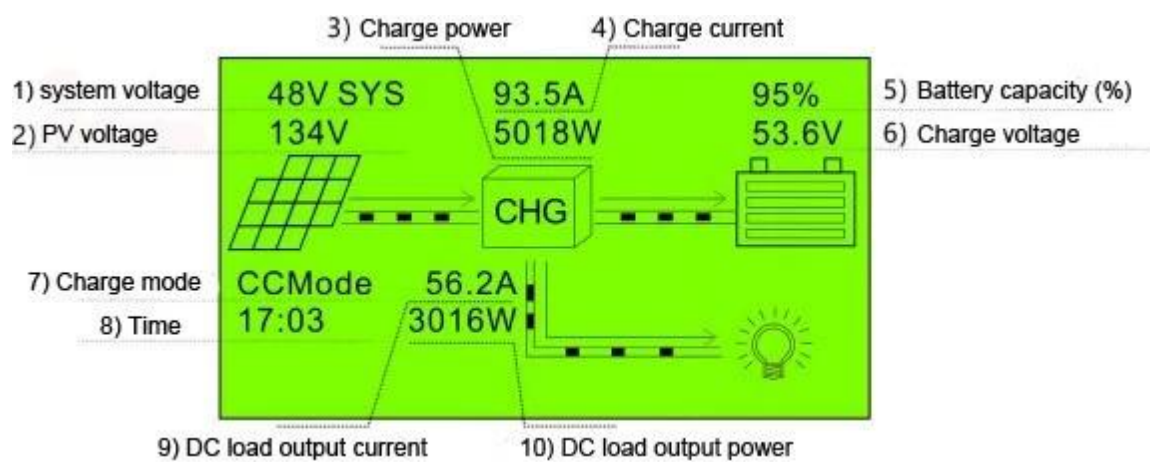 3) Charge power
4) Charge current
1) system voltage
48V SYS
93.5A
95%
5) Battery capacity (%)
2) PV voltage
134V
5018W
53.6V
6) Charge voltage
CHG
7) Charge mode
CCMode
56.2A
8) Time
17:03
3016W
9) DC load output current
10) DC load output power